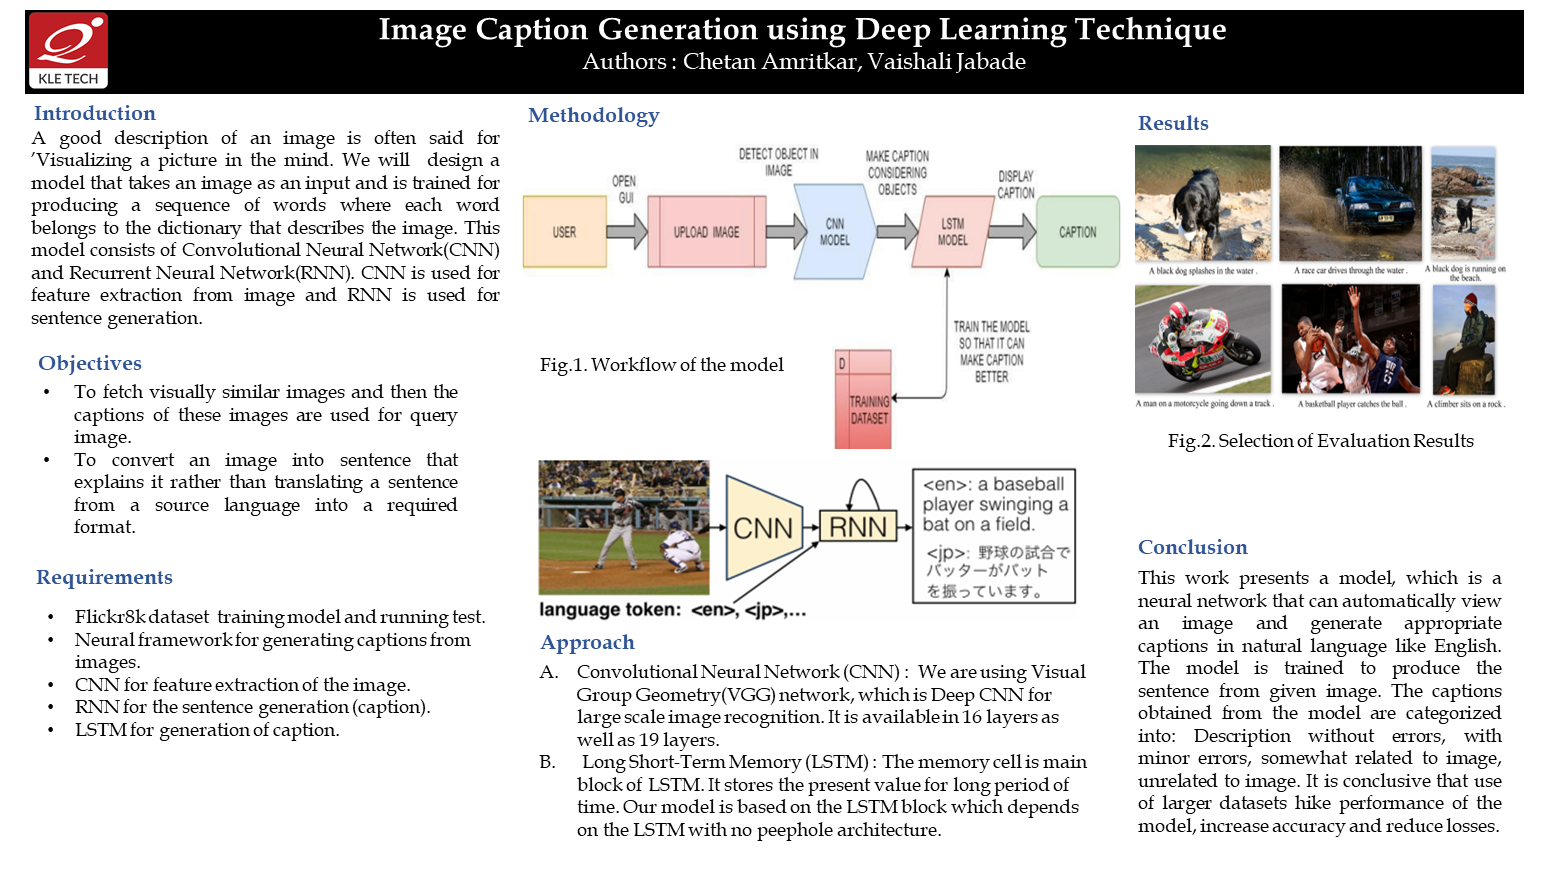 KLE TECH
Image Caption Generation using Deep Learning Technique
Authors : Chetan Amritkar, Vaishali Jabade
Introduction
A good description of an image is often said for
’Visualizing a picture in the mind. We will design a
model that takes an image as an input and is trained for
producing a sequence of words where each word
belongs to the dictionary that describes the image. This
model consists of Convolutional Neural Network(CNN)
and Recurrent Neural Network(RNN). CNN is used for
feature extraction from image and RNN is used for
sentence generation.
Objectives
• To fetch visually similar images and then the
captions of these images are used for query
image.
• To convert an image into sentence that
explains it rather than translating a sentence
from a source language into a required
format.
Requirements
• Flickr8k dataset training model and running test.
• Neural framework for generating captions from
images.
• CNN for feature extraction of the image.
• RNN for the sentence generation (caption).
• LSTM for generation of caption.
Methodology
USER
OPEN
GUI
UPLOAD IMAGE
DETECT OBJECT IN
IMAGE
CNN
MODEL
MAKE CAPTION
CONSIDERING
OBJECTS
LSTM
MODEL
DISPLAY
CAPTION
CAPTION
TRAIN THE MODEL
SO THAT IT CAN
MAKE CAPTION
BETTER
D
TRAINING
DATASET
Fig.1. Workflow of the model
CNN
RNN
<en>: a baseball
player swinging a
bat on a field.
<jp>: 野球の試合で
バッターがバット
を振っています。
language token: <en>, <jp>,...
Approach
A. Convolutional Neural Network (CNN) : We are using Visual
Group Geometry(VGG) network, which is Deep CNN for
large scale image recognition. It is available in 16 layers as
well as 19 layers.
B. Long Short-Term Memory (LSTM) : The memory cell is main
block of LSTM. It stores the present value for long period of
time. Our model is based on the LSTM block which depends
on the LSTM with no peephole architecture.
Results
A black dog splashes in the water .
A race car drives through the water .
A black dog is running on
the beach.
A man on a motorcycle going down a track .
A basketball player catches the ball .
A climber sits on a rock .
Fig.2. Selection of Evaluation Results
Conclusion
This work presents a model, which is a
neural network that can automatically view
an image and generate appropriate
captions in natural language like English.
The model is trained to produce the
sentence from given image. The captions
obtained from the model are categorized
into: Description without errors, with
minor errors, somewhat related to image,
unrelated to image. It is conclusive that use
of larger datasets hike performance of the
model, increase accuracy and reduce losses.